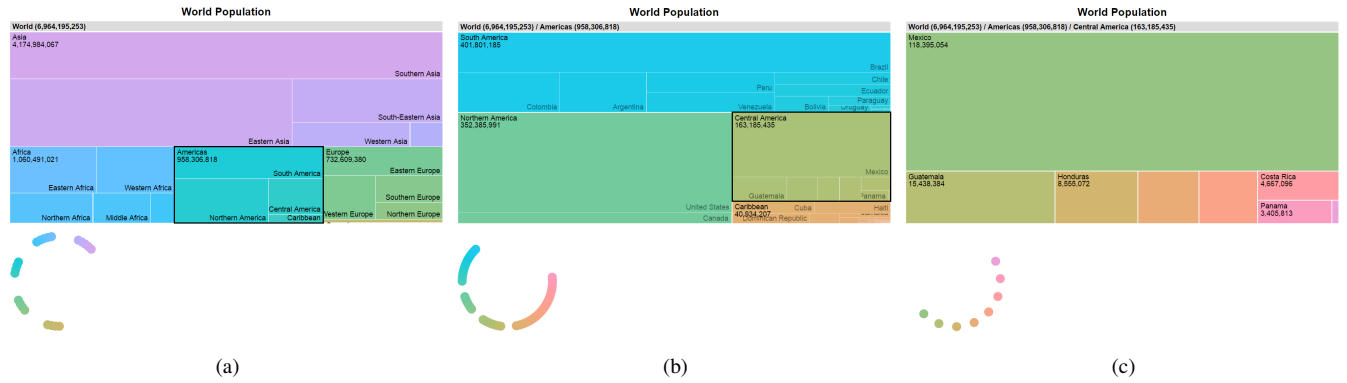 World Population
World (6,964,195,253)
Asia
4,174,984,067
Southern Asia
South-Eastern Asia
Eastern Asia
Western Asia
Africa
1,060,491,021
Eastern Africa
Western Africa
Northern Africa
Middle Africa
Americas
958,306,818
South America
Central America
Northern America
Caribbean
Europe
732,609,380
Eastern Europe
Southern Europe
Western Europe
Northern Europe
(a)
World Population
World (6,964,195,253) / Americas (958,306,818)
South America
401,801,185
Brazil
Chile
Peru
Ecuador
Paraguay
Colombia
Argentina
Venezuela
Bolivia
Uruguay
Northern America
352,385,991
United States
Canada
Central America
163,185,435
Mexico
Guatemala
Panama
Caribbean
40,934,207
Cuba
Haiti
Dominican Republic
(b)
World Population
World (6,964,195,253) / Americas (958,306,818) / Central America (163,185,435)
Mexico
118,395,054
Guatemala
15,438,384
Honduras
8,555,072
Costa Rica
4,667,096
Panama
3,405,813
(c)